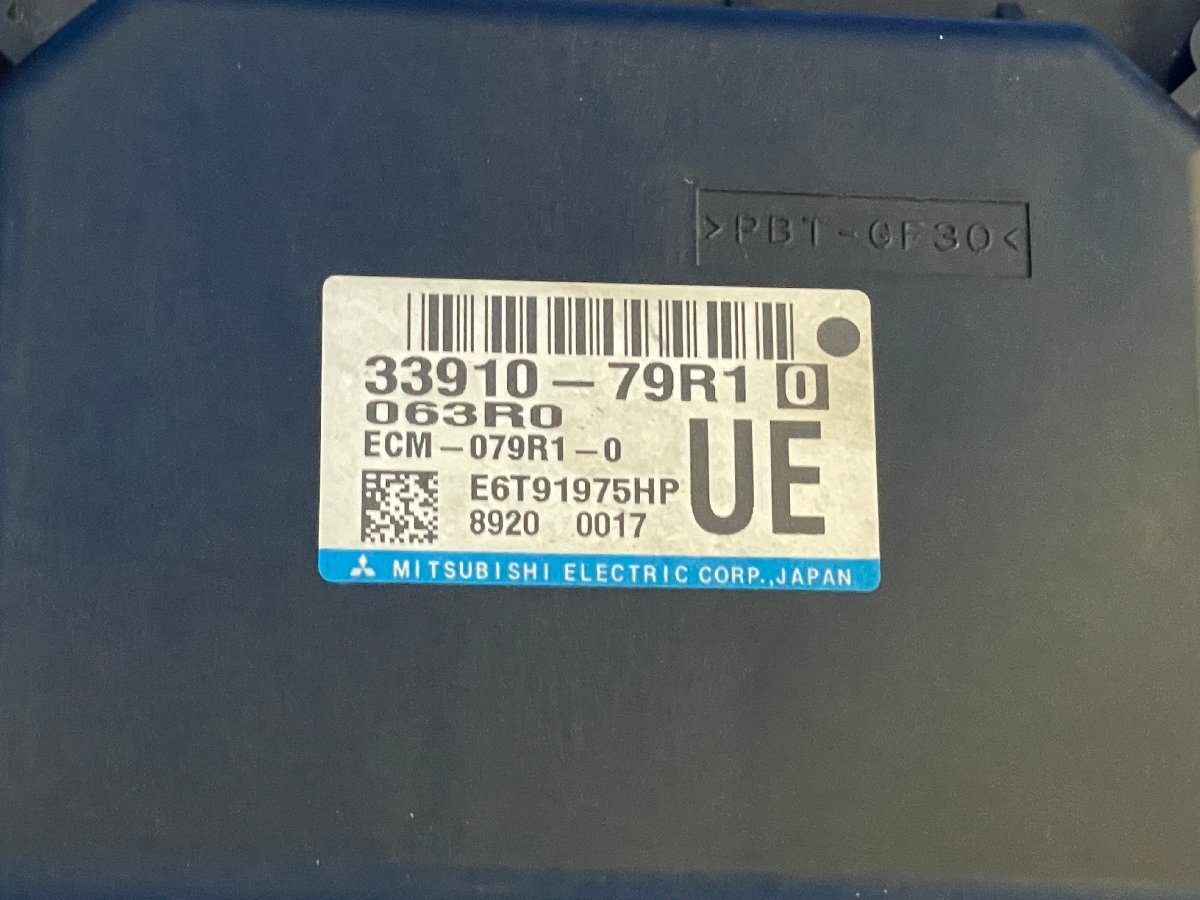 >PBT-GF30<
33910-79R1 0
063R0
ECM-079R1-0
UE
E6T91975HP
8920 0017
MITSUBISHI ELECTRIC CORP.,JAPAN